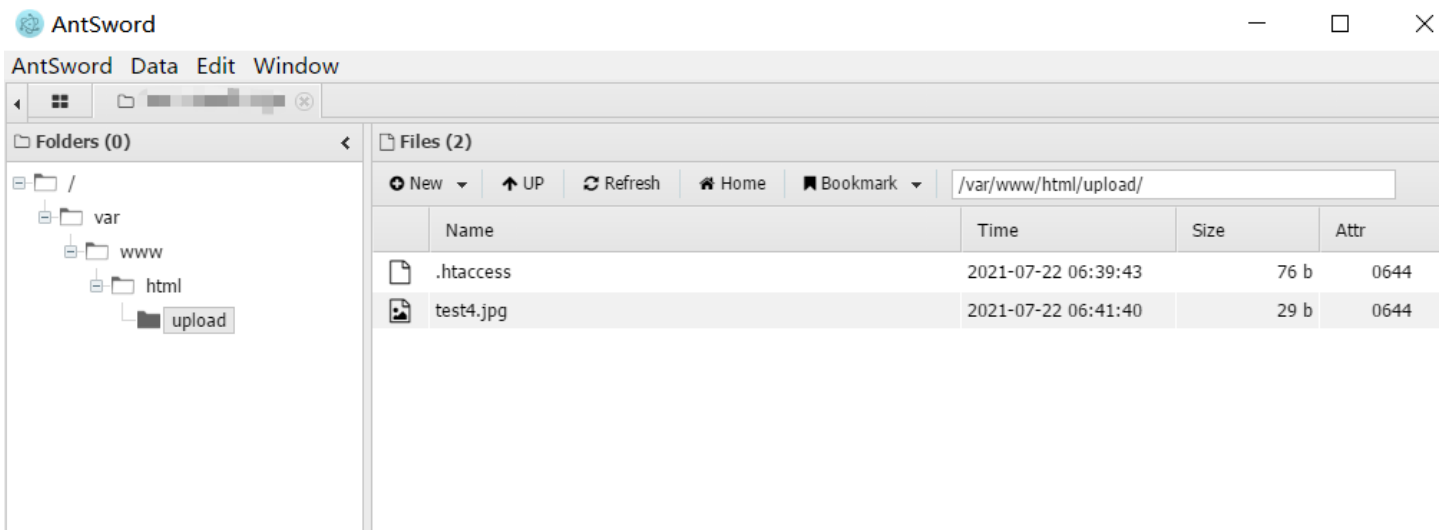 AntSword
AntSword Data Edit Window
Folders (0)
Files (2)
/
var
www
html
upload
New UP Refresh Home Bookmark /var/www/html/upload/
Name Time Size Attr
.htaccess 2021-07-22 06:39:43 76 b 0644
test4.jpg 2021-07-22 06:41:40 29 b 0644